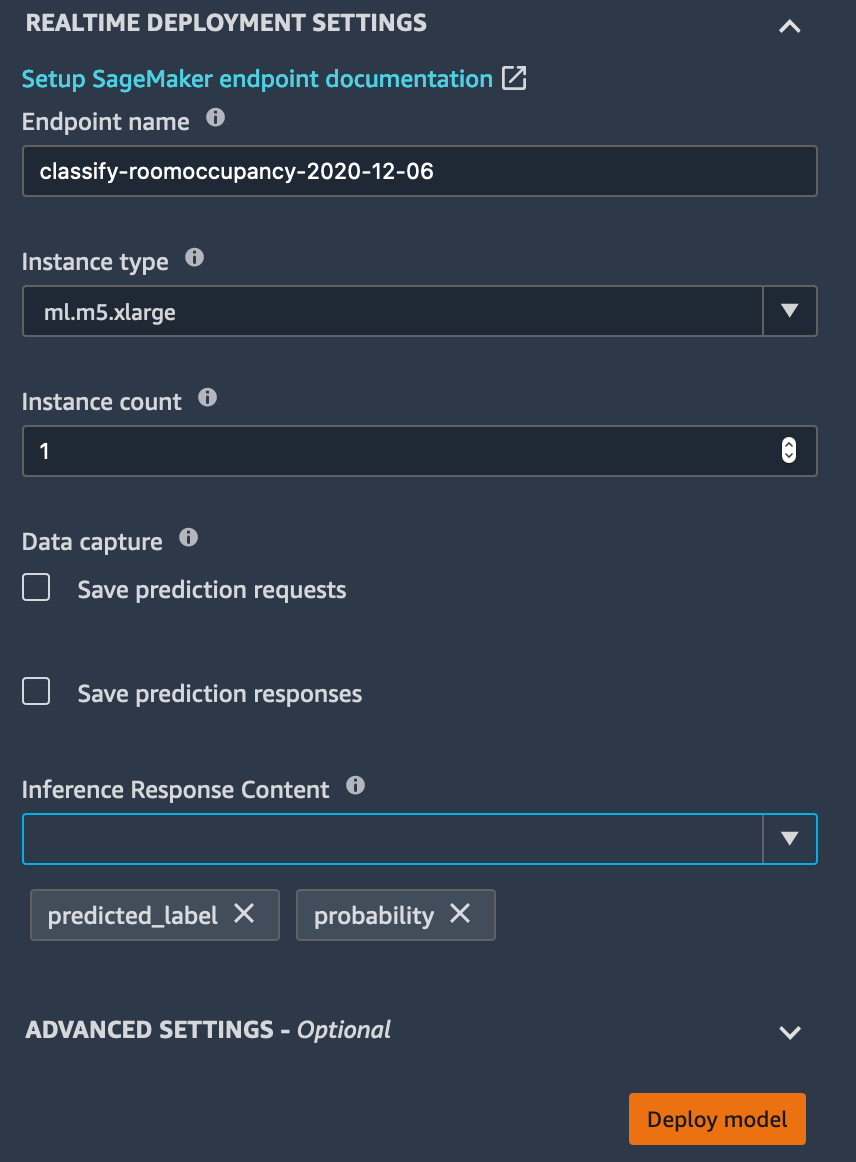 REALTIME DEPLOYMENT SETTINGS
Setup SageMaker endpoint documentation
Endpoint name
classify-roomoccupancy-2020-12-06
Instance type
ml.m5.xlarge
Instance count
1
Data capture
Save prediction requests
Save prediction responses
Inference Response Content
predicted_label probability
ADVANCED SETTINGS - Optional
Deploy model